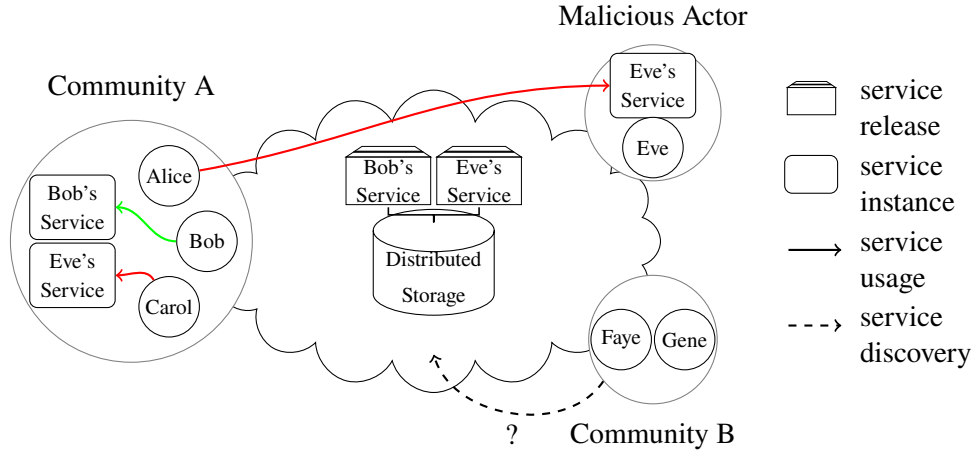 Malicious Actor
Community A
Eve's
Service
Eve
Alice
Bob's
Service
Bob
Eve's
Service
Carol
Bob's
Service
Eve's
Service
Distributed
Storage
Faye
Gene
?
Community B
service
release
service
instance
service
usage
service
discovery